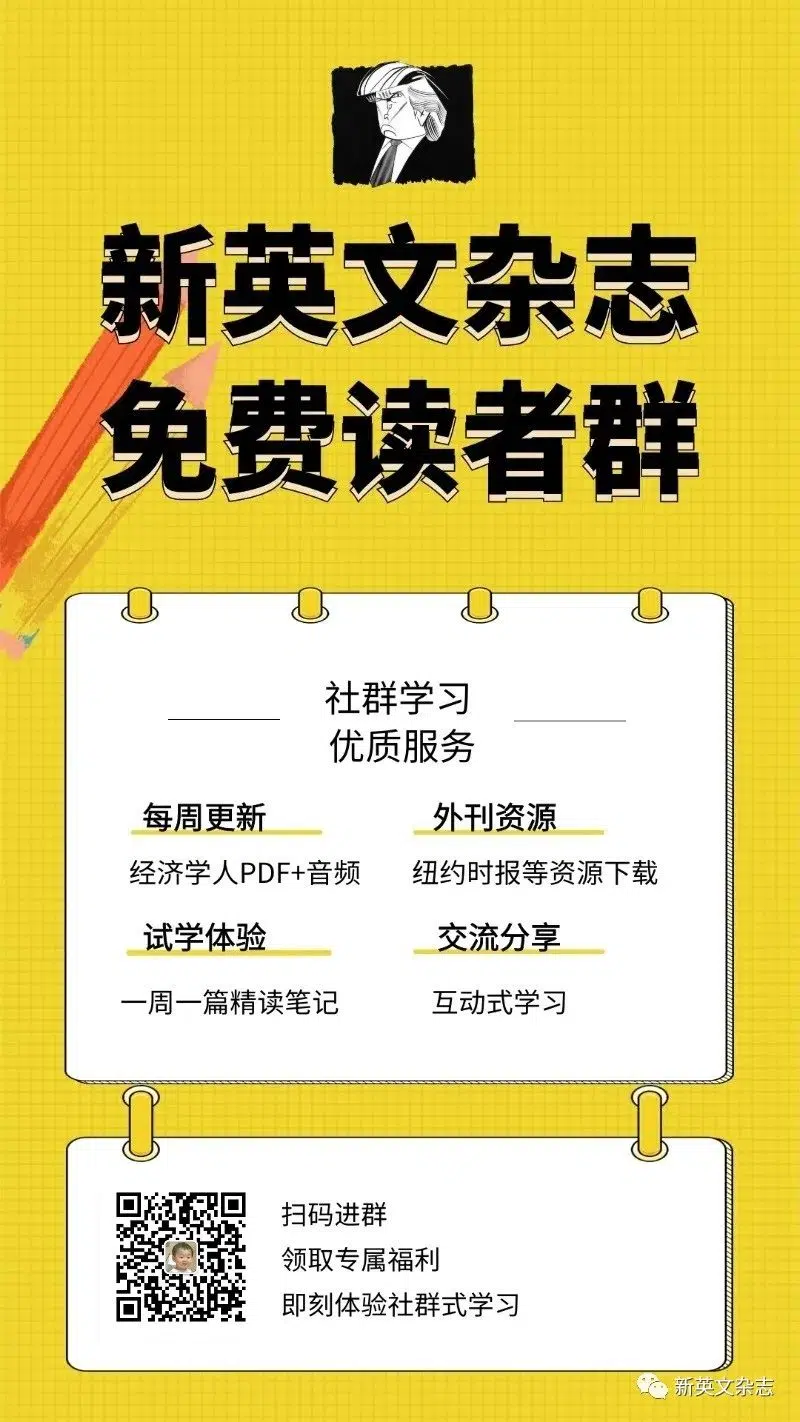 新英文杂志
免费读者群
社群学习
优质服务
每周更新
经济学人PDF+音频
外刊资源
纽约时报等资源下载
试学体验
一周一篇精读笔记
交流分享
互动式学习
扫码进群
领取专属福利
即刻体验社群式学习
新英文杂志